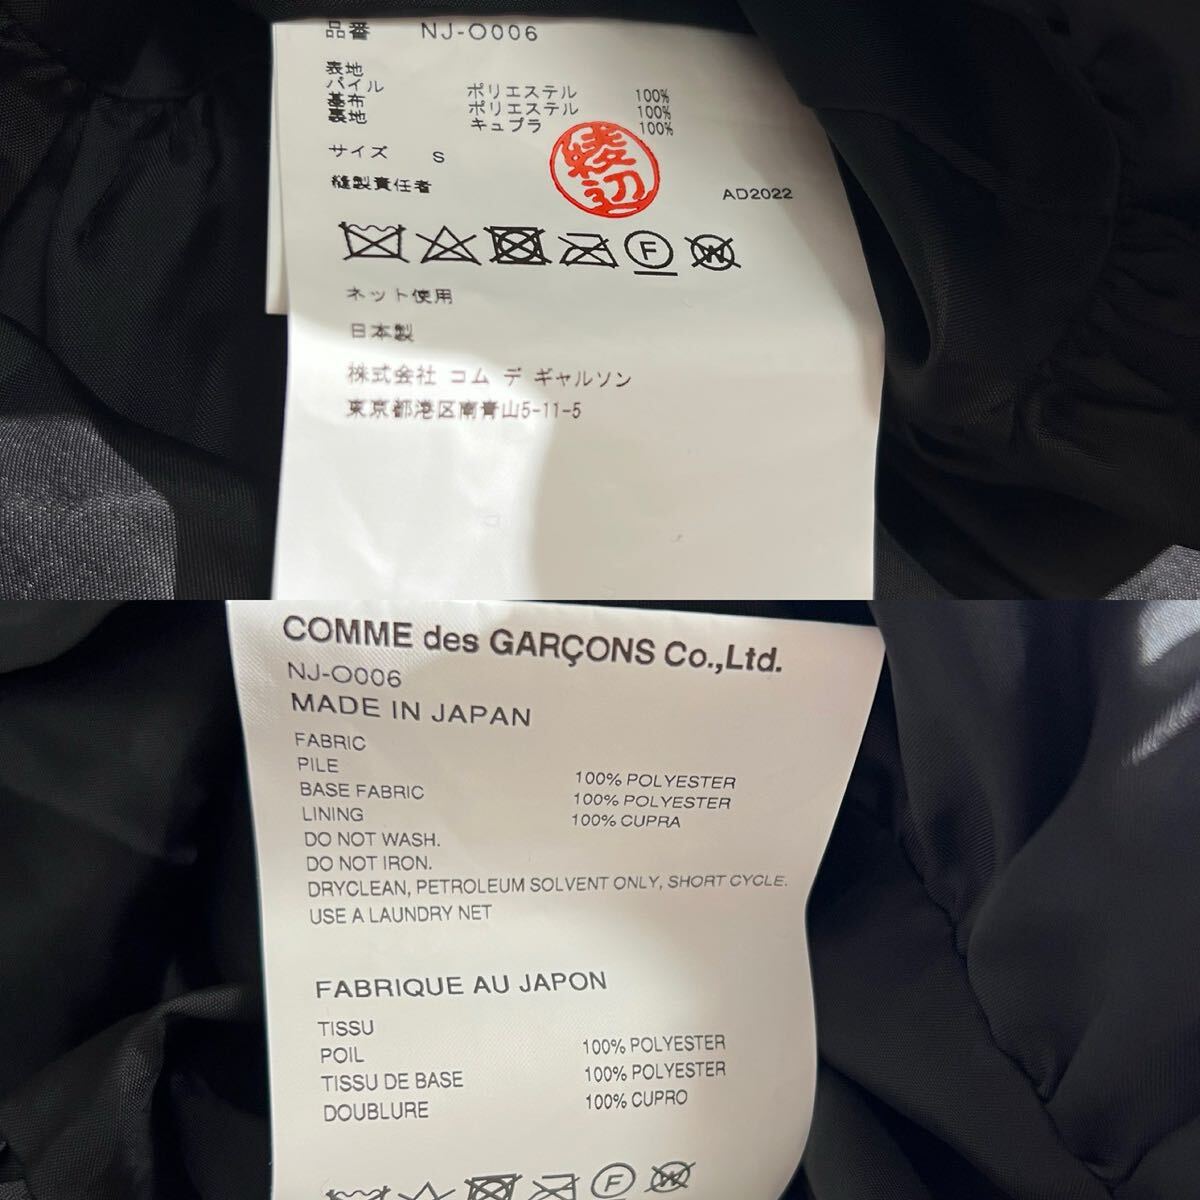 品番 NJ-O006
表地
パイル ポリエステル 100%
基布 ポリエステル 100%
裏地 キュプラ 100%
サイズ S
縫製責任者 綾辺 AD2022
F W
ネット使用
日本製
株式会社 コム デ ギャルソン
東京都港区南青山5-11-5
COMME des GARÇONS Co.,Ltd.
NJ-O006
MADE IN JAPAN
FABRIC
PILE 100% POLYESTER
BASE FABRIC 100% POLYESTER
LINING 100% CUPRA
DO NOT WASH.
DO NOT IRON.
DRYCLEAN, PETROLEUM SOLVENT ONLY, SHORT CYCLE.
USE A LAUNDRY NET
FABRIQUE AU JAPON
TISSU
POIL 100% POLYESTER
TISSU DE BASE 100% POLYESTER
DOUBLURE 100% CUPRO
F W